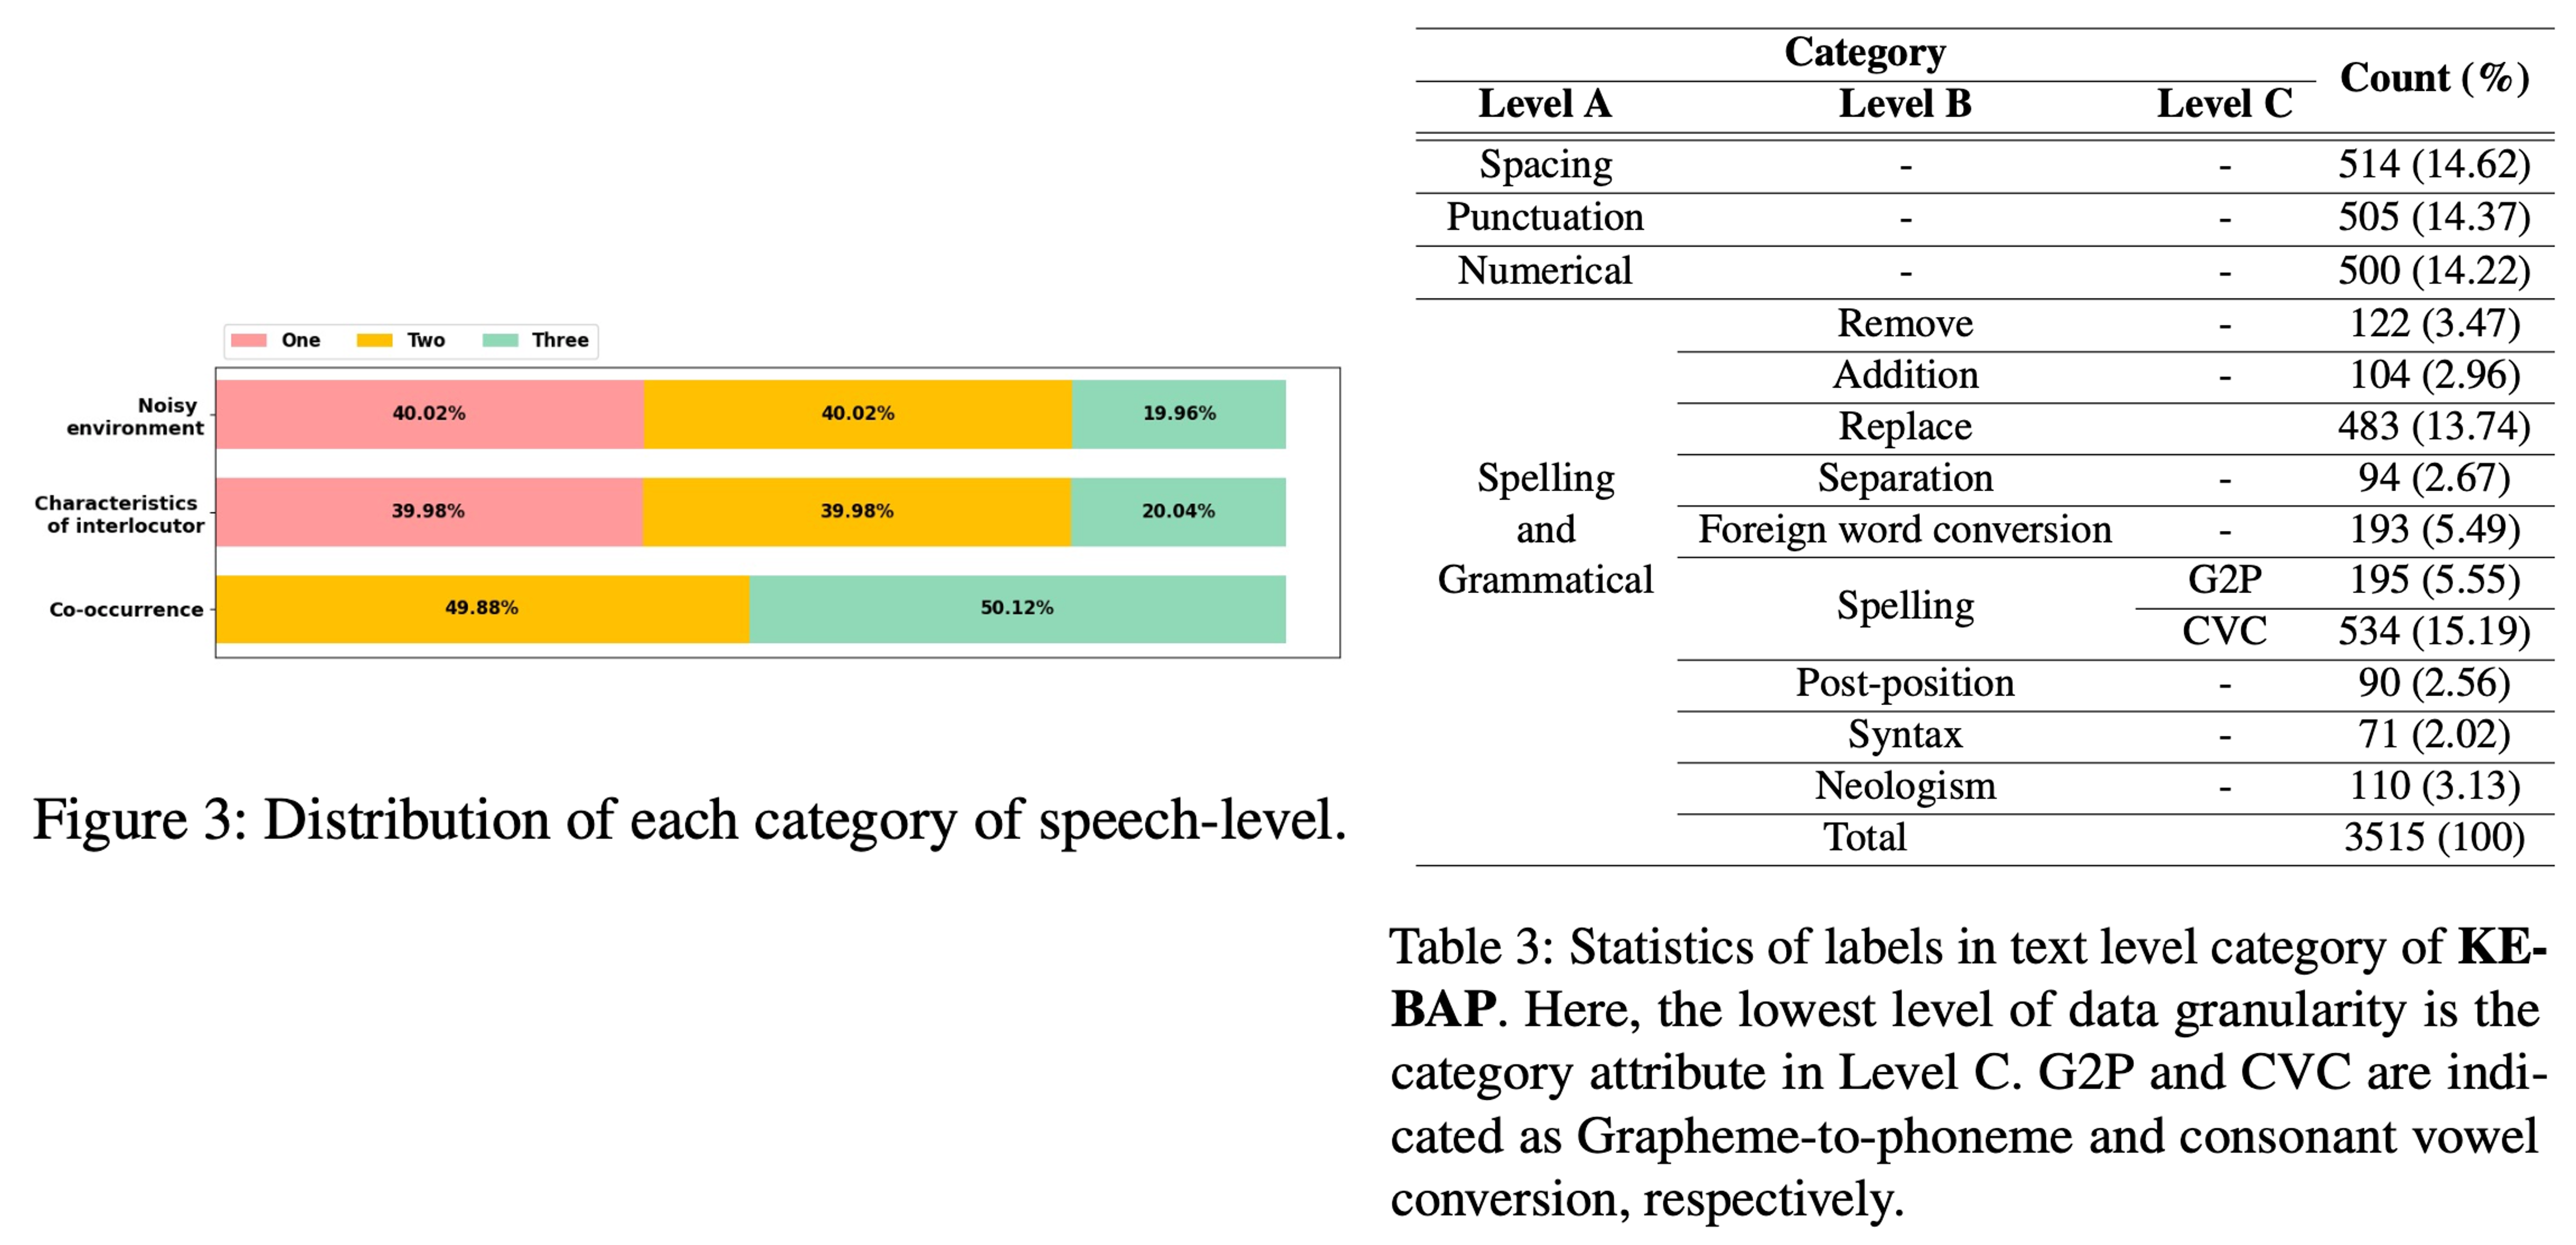 One Two Three
Noisy
environment
40.02% 40.02% 19.96%
Characteristics
of interlocutor
39.98% 39.98% 20.04%
Co-occurrence
49.88% 50.12%
Figure 3: Distribution of each category of speech-level.
Category Count (%)
Level A Level B Level C
Spacing - - 514 (14.62)
Punctuation - - 505 (14.37)
Numerical - - 500 (14.22)
Spelling
and
Grammatical
Remove - 122 (3.47)
Addition - 104 (2.96)
Replace 483 (13.74)
Separation - 94 (2.67)
Foreign word conversion - 193 (5.49)
Spelling
G2P 195 (5.55)
CVC 534 (15.19)
Post-position - 90 (2.56)
Syntax - 71 (2.02)
Neologism - 110 (3.13)
Total 3515 (100)
Table 3: Statistics of labels in text level category of KE-
BAP. Here, the lowest level of data granularity is the
category attribute in Level C. G2P and CVC are indi-
cated as Grapheme-to-phoneme and consonant vowel
conversion, respectively.